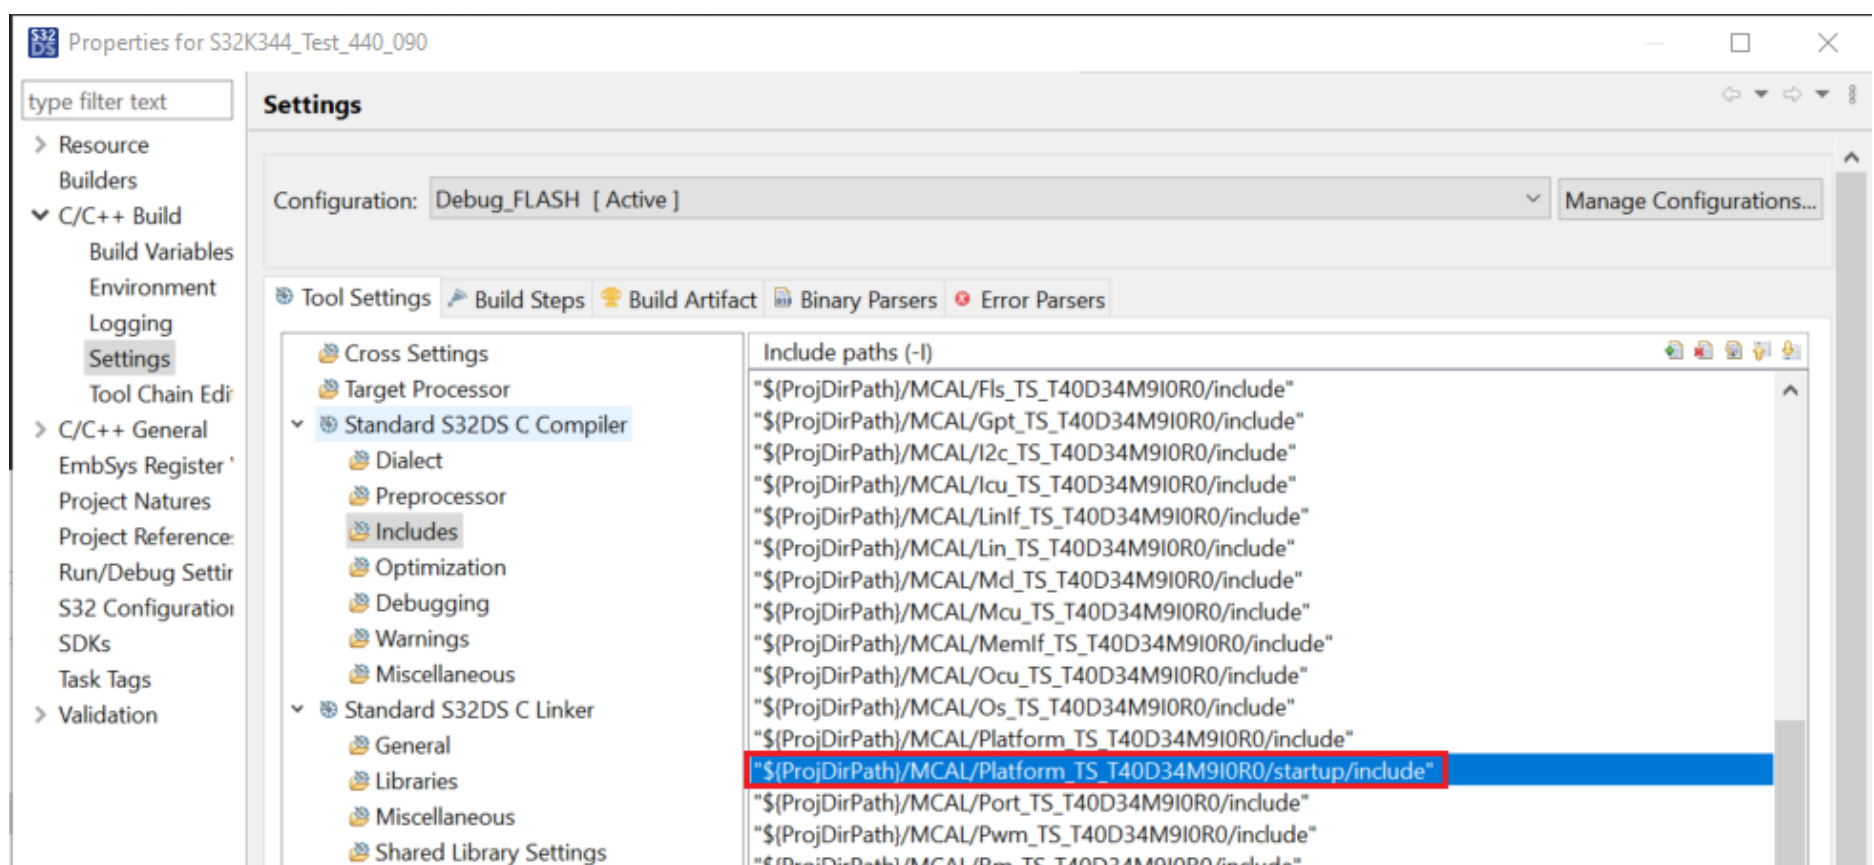 S32
DS
Properties for S32K344_Test_440_090
type filter text
Settings
Resource
Builders
C/C++ Build
Build Variables
Environment
Logging
Settings
Tool Chain Edi
C/C++ General
EmbSys Register
Project Natures
Project Reference
Run/Debug Settir
S32 Configuration
SDKs
Task Tags
Validation
Configuration: Debug_FLASH [ Active ] Manage Configurations...
Tool Settings Build Steps Build Artifact Binary Parsers Error Parsers
Cross Settings
Target Processor
Standard S32DS C Compiler
Dialect
Preprocessor
Includes
Optimization
Debugging
Warnings
Miscellaneous
Standard S32DS C Linker
General
Libraries
Miscellaneous
Shared Library Settings
Include paths (-I)
"${ProjDirPath}/MCAL/Fls_TS_T40D34M9I0R0/include"
"${ProjDirPath}/MCAL/Gpt_TS_T40D34M9I0R0/include"
"${ProjDirPath}/MCAL/I2c_TS_T40D34M9I0R0/include"
"${ProjDirPath}/MCAL/Icu_TS_T40D34M9I0R0/include"
"${ProjDirPath}/MCAL/LinIf_TS_T40D34M9I0R0/include"
"${ProjDirPath}/MCAL/Lin_TS_T40D34M9I0R0/include"
"${ProjDirPath}/MCAL/Mcl_TS_T40D34M9I0R0/include"
"${ProjDirPath}/MCAL/Mcu_TS_T40D34M9I0R0/include"
"${ProjDirPath}/MCAL/MemIf_TS_T40D34M9I0R0/include"
"${ProjDirPath}/MCAL/Ocu_TS_T40D34M9I0R0/include"
"${ProjDirPath}/MCAL/Os_TS_T40D34M9I0R0/include"
"${ProjDirPath}/MCAL/Platform_TS_T40D34M9I0R0/include"
"${ProjDirPath}/MCAL/Platform_TS_T40D34M9I0R0/startup/include"
"${ProjDirPath}/MCAL/Port_TS_T40D34M9I0R0/include"
"${ProjDirPath}/MCAL/Pwm_TS_T40D34M9I0R0/include"
"${ProjDirPath}/MCAL/Rm_TS_T40D34M9I0R0/include"